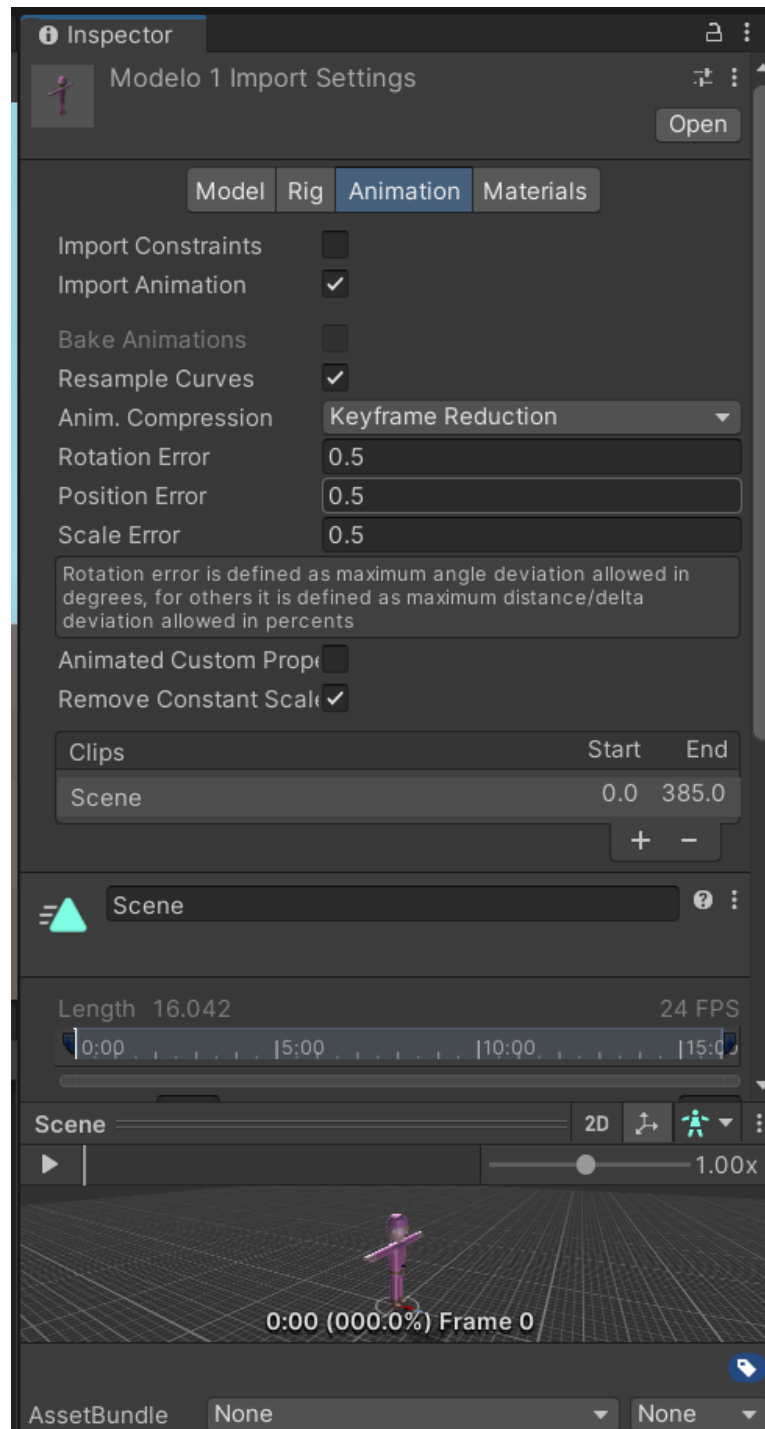 Inspector
Modelo 1 Import Settings
Open
Model Rig Animation Materials
Import Constraints
Import Animation
Bake Animations
Resample Curves
Anim. Compression Keyframe Reduction
Rotation Error 0.5
Position Error 0.5
Scale Error 0.5
Rotation error is defined as maximum angle deviation allowed in
degrees, for others it is defined as maximum distance/delta
deviation allowed in percents
Animated Custom Prope
Remove Constant Scale
Clips Start End
Scene 0.0 385.0
+ −
Scene
Length 16.042 24 FPS
0:00 5:00 10:00 15:0
Scene 2D
1.00x
0:00 (000.0%) Frame 0
AssetBundle None None